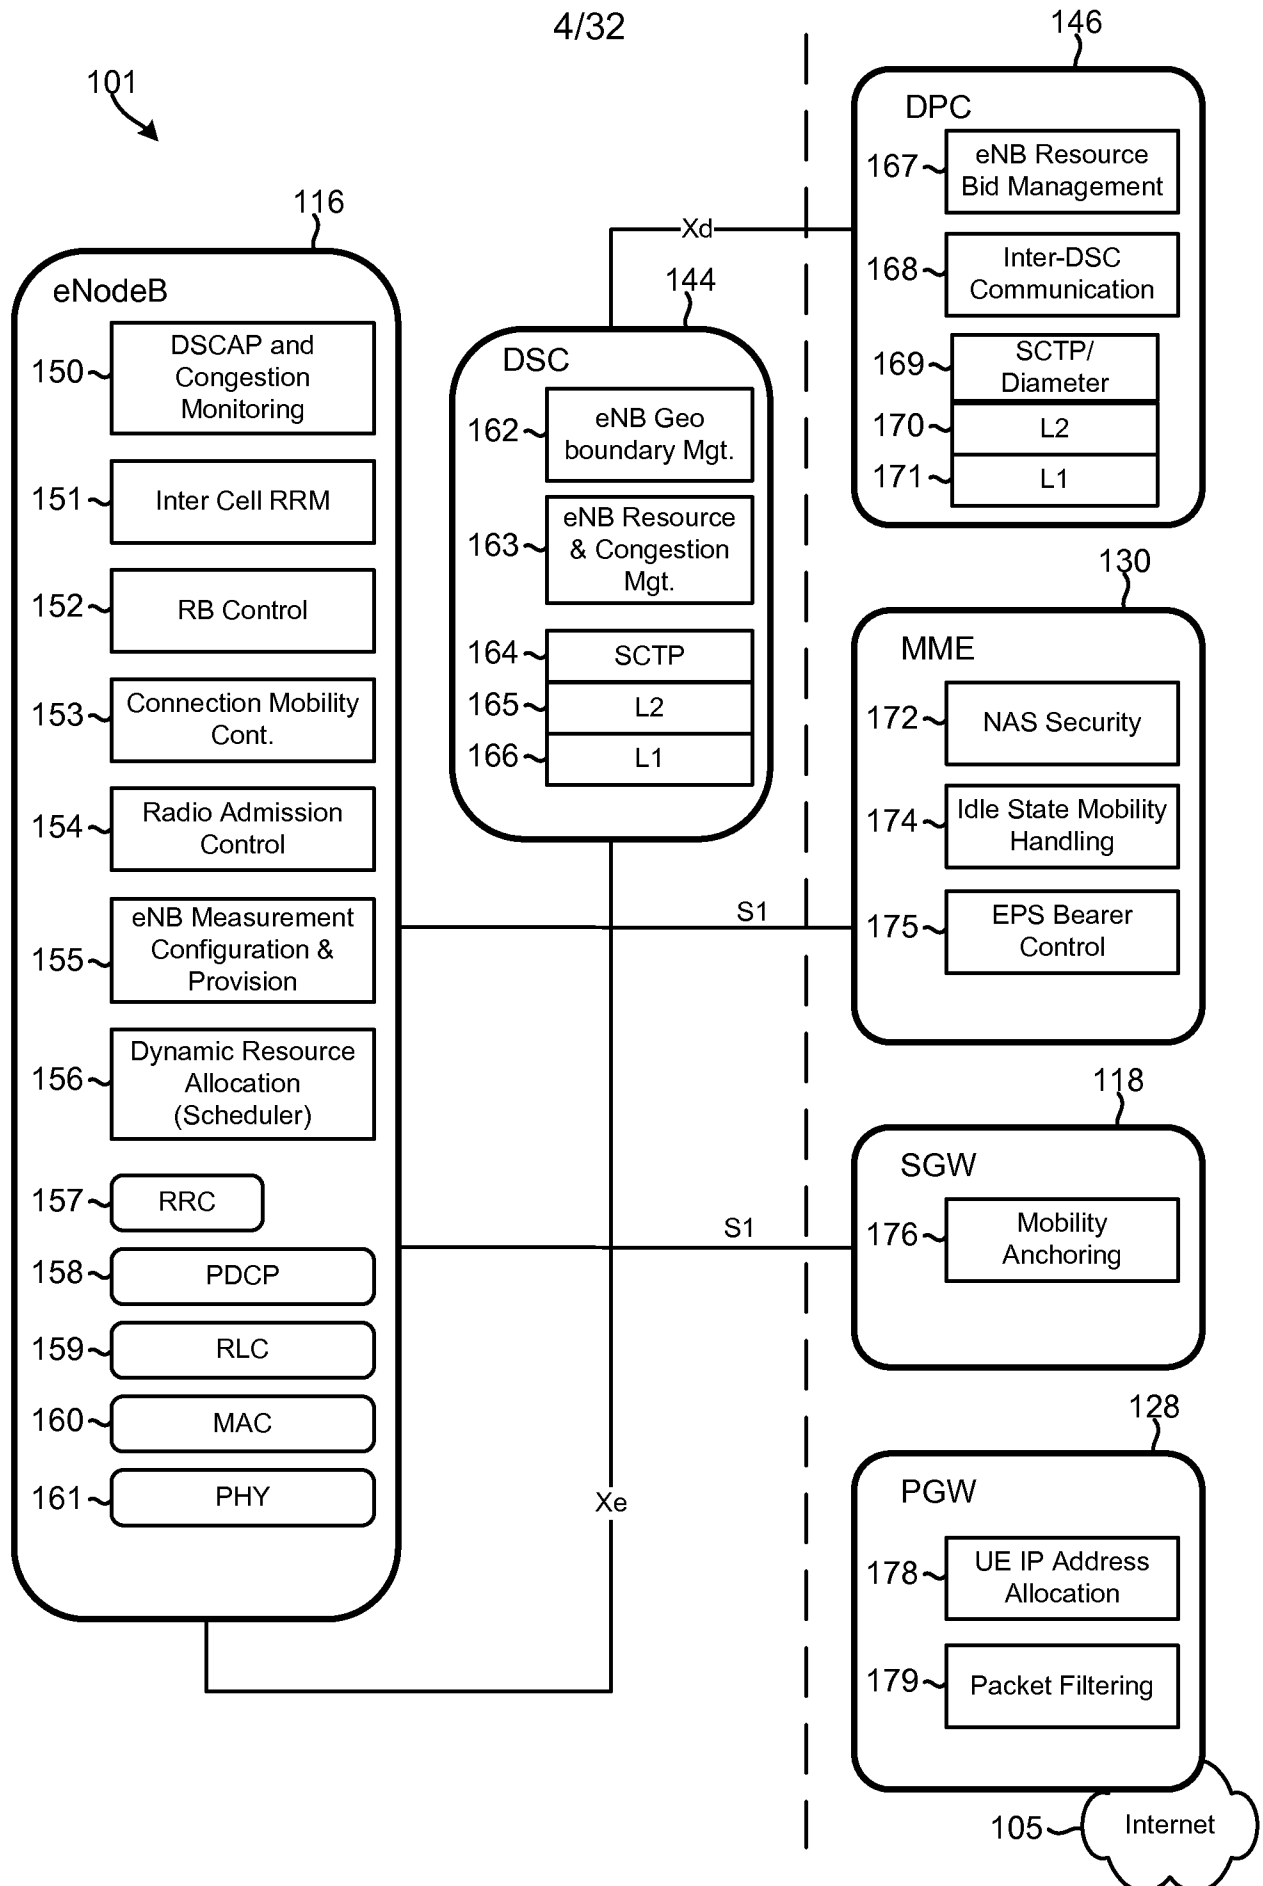 4/32
101
116
eNodeB
150
DSCAP and
Congestion
Monitoring
151
Inter Cell RRM
152
RB Control
153
Connection Mobility
Cont.
154
Radio Admission
Control
155
eNB Measurement
Configuration &
Provision
156
Dynamic Resource
Allocation
(Scheduler)
157
RRC
158
PDCP
159
RLC
160
MAC
161
PHY
Xd
144
DSC
162
eNB Geo
boundary Mgt.
163
eNB Resource
& Congestion
Mgt.
164
SCTP
165
L2
166
L1
S1
S1
Xe
146
DPC
167
eNB Resource
Bid Management
168
Inter-DSC
Communication
169
SCTP/
Diameter
170
L2
171
L1
130
MME
172
NAS Security
174
Idle State Mobility
Handling
175
EPS Bearer
Control
118
SGW
176
Mobility
Anchoring
128
PGW
178
UE IP Address
Allocation
179
Packet Filtering
105
Internet